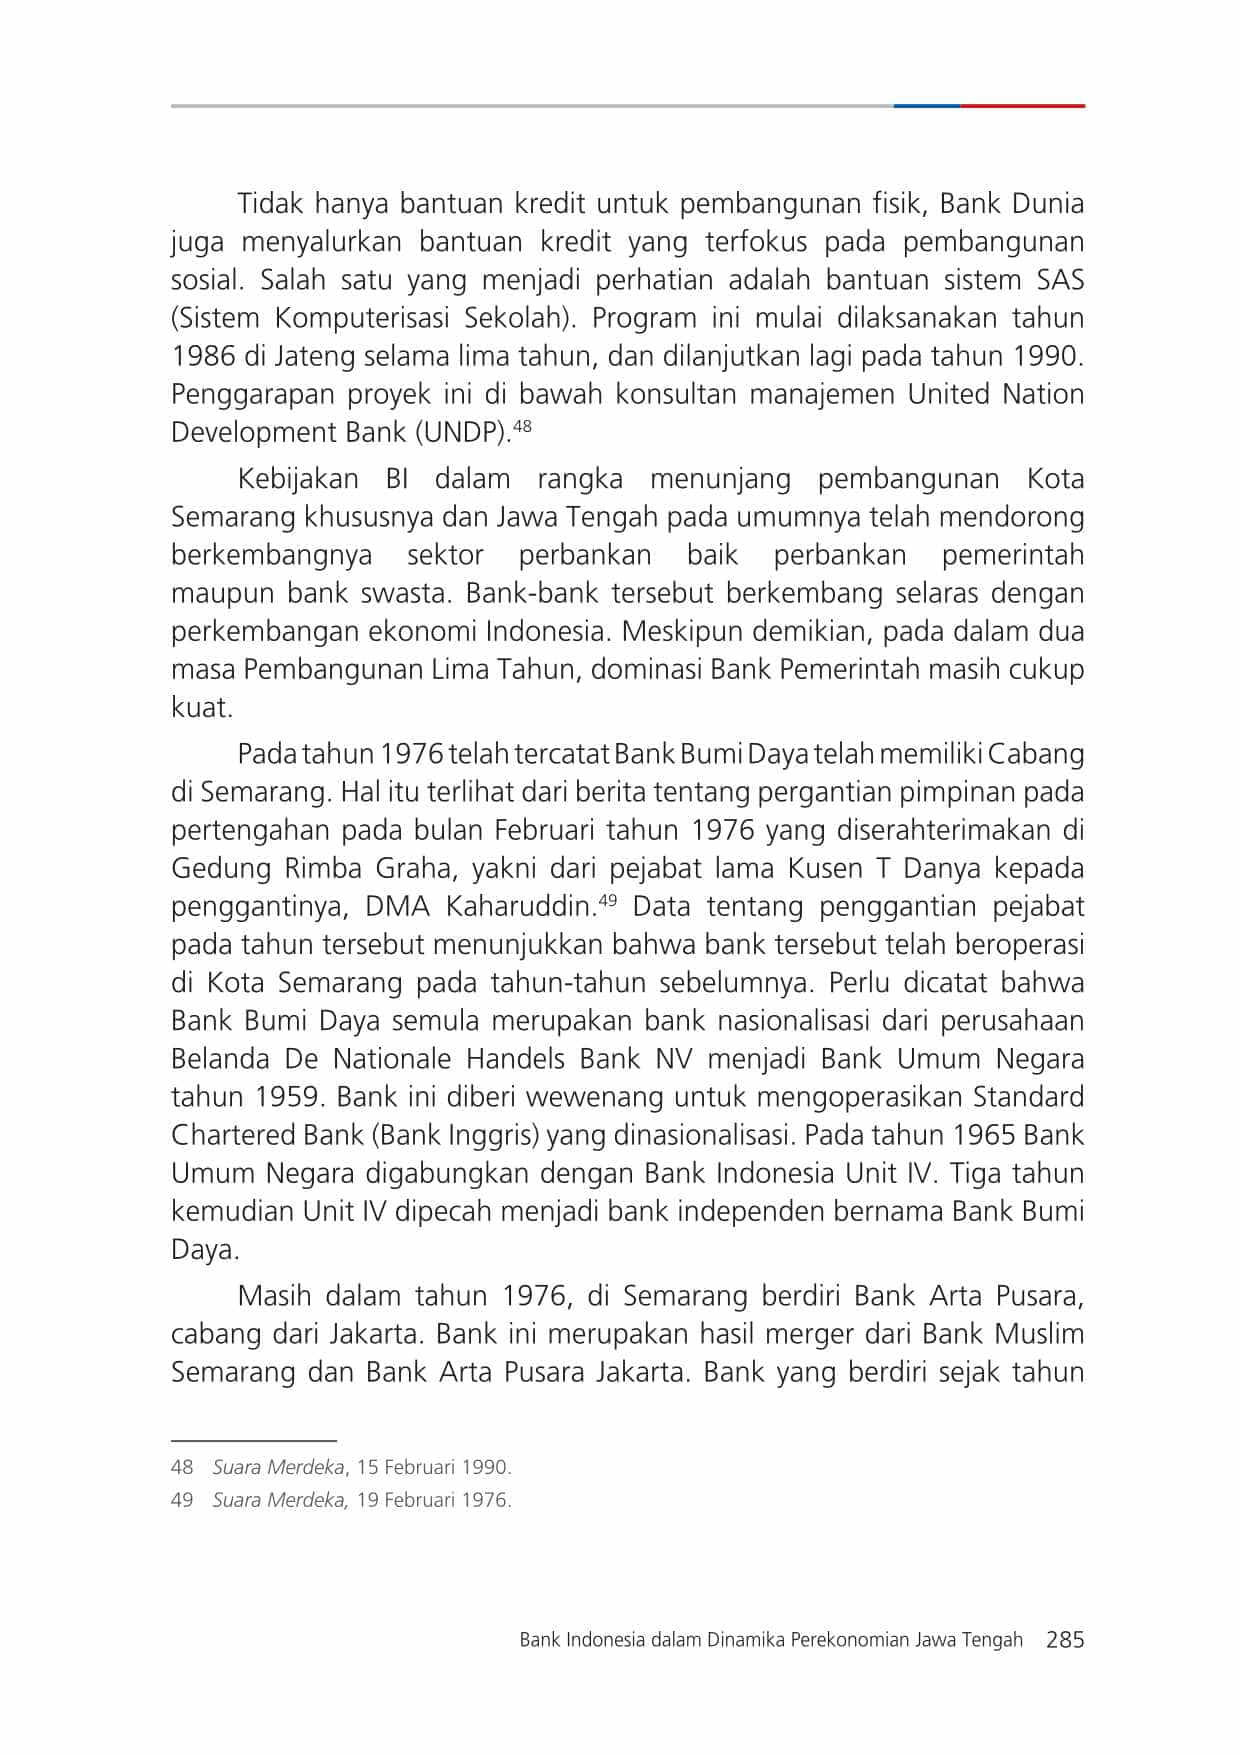 Tidak hanya bantuan kredit untuk pembangunan fisik, Bank Dunia
juga menyalurkan bantuan kredit yang terfokus pada pembangunan
sosial. Salah satu yang menjadi perhatian adalah bantuan sistem SAS
(Sistem Komputerisasi Sekolah). Program ini mulai dilaksanakan tahun
1986 di Jateng selama lima tahun, dan dilanjutkan lagi pada tahun 1990.
Penggarapan proyek ini di bawah konsultan manajemen United Nation
Development Bank (UNDP).48
Kebijakan BI dalam rangka menunjang pembangunan Kota
Semarang khususnya dan Jawa Tengah pada umumnya telah mendorong
berkembangnya sektor perbankan baik perbankan pemerintah
maupun bank swasta. Bank-bank tersebut berkembang selaras dengan
perkembangan ekonomi Indonesia. Meskipun demikian, pada dalam dua
masa Pembangunan Lima Tahun, dominasi Bank Pemerintah masih cukup
kuat.
Pada tahun 1976 telah tercatat Bank Bumi Daya telah memiliki Cabang
di Semarang. Hal itu terlihat dari berita tentang pergantian pimpinan pada
pertengahan pada bulan Februari tahun 1976 yang diserahterimakan di
Gedung Rimba Graha, yakni dari pejabat lama Kusen T Danya kepada
penggantinya, DMA Kaharuddin.49 Data tentang penggantian pejabat
pada tahun tersebut menunjukkan bahwa bank tersebut telah beroperasi
di Kota Semarang pada tahun-tahun sebelumnya. Perlu dicatat bahwa
Bank Bumi Daya semula merupakan bank nasionalisasi dari perusahaan
Belanda De Nationale Handels Bank NV menjadi Bank Umum Negara
tahun 1959. Bank ini diberi wewenang untuk mengoperasikan Standard
Chartered Bank (Bank Inggris) yang dinasionalisasi. Pada tahun 1965 Bank
Umum Negara digabungkan dengan Bank Indonesia Unit IV. Tiga tahun
kemudian Unit IV dipecah menjadi bank independen bernama Bank Bumi
Daya.
Masih dalam tahun 1976, di Semarang berdiri Bank Arta Pusara,
cabang dari Jakarta. Bank ini merupakan hasil merger dari Bank Muslim
Semarang dan Bank Arta Pusara Jakarta. Bank yang berdiri sejak tahun
48 Suara Merdeka, 15 Februari 1990.
49 Suara Merdeka, 19 Februari 1976.
Bank Indonesia dalam Dinamika Perekonomian Jawa Tengah 285